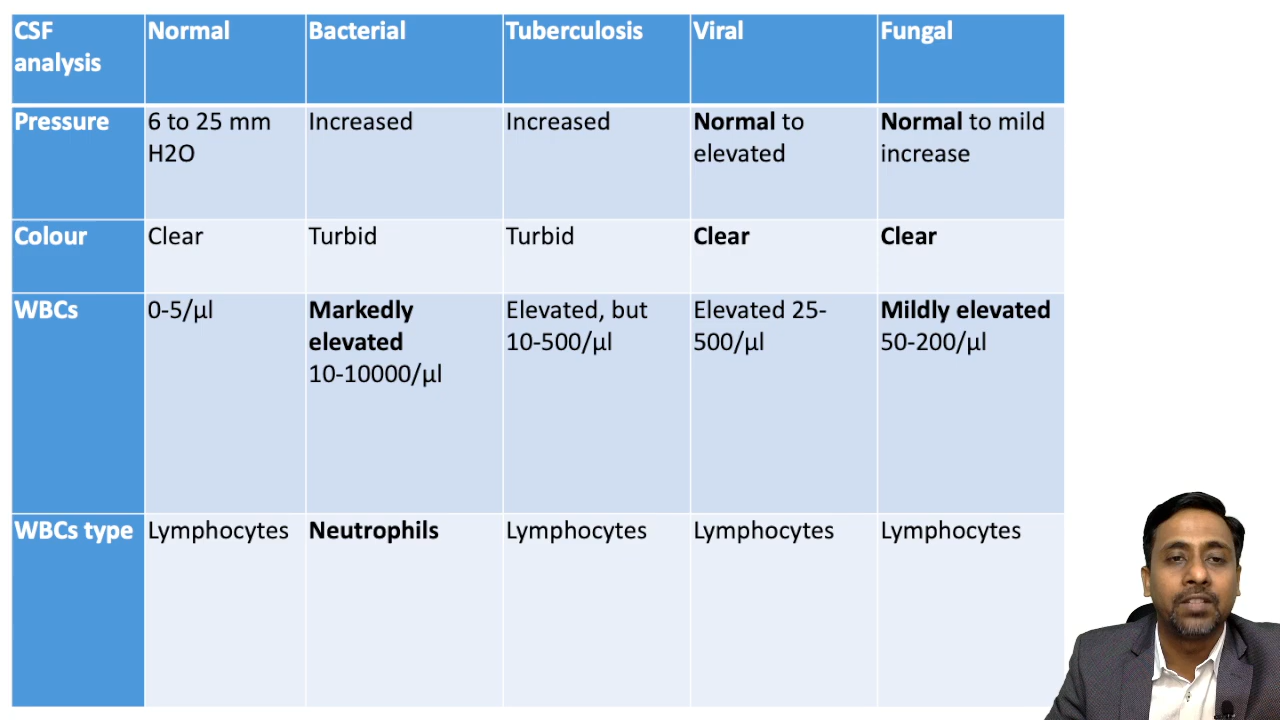 CSF analysis Normal Bacterial Tuberculosis Viral Fungal
Pressure 6 to 25 mm H2O Increased Increased Normal to elevated Normal to mild increase
Colour Clear Turbid Turbid Clear Clear
WBCs 0-5/µl Markedly elevated 10-10000/µl Elevated, but 10-500/µl Elevated 25-500/µl Mildly elevated 50-200/µl
WBCs type Lymphocytes Neutrophils Lymphocytes Lymphocytes Lymphocytes